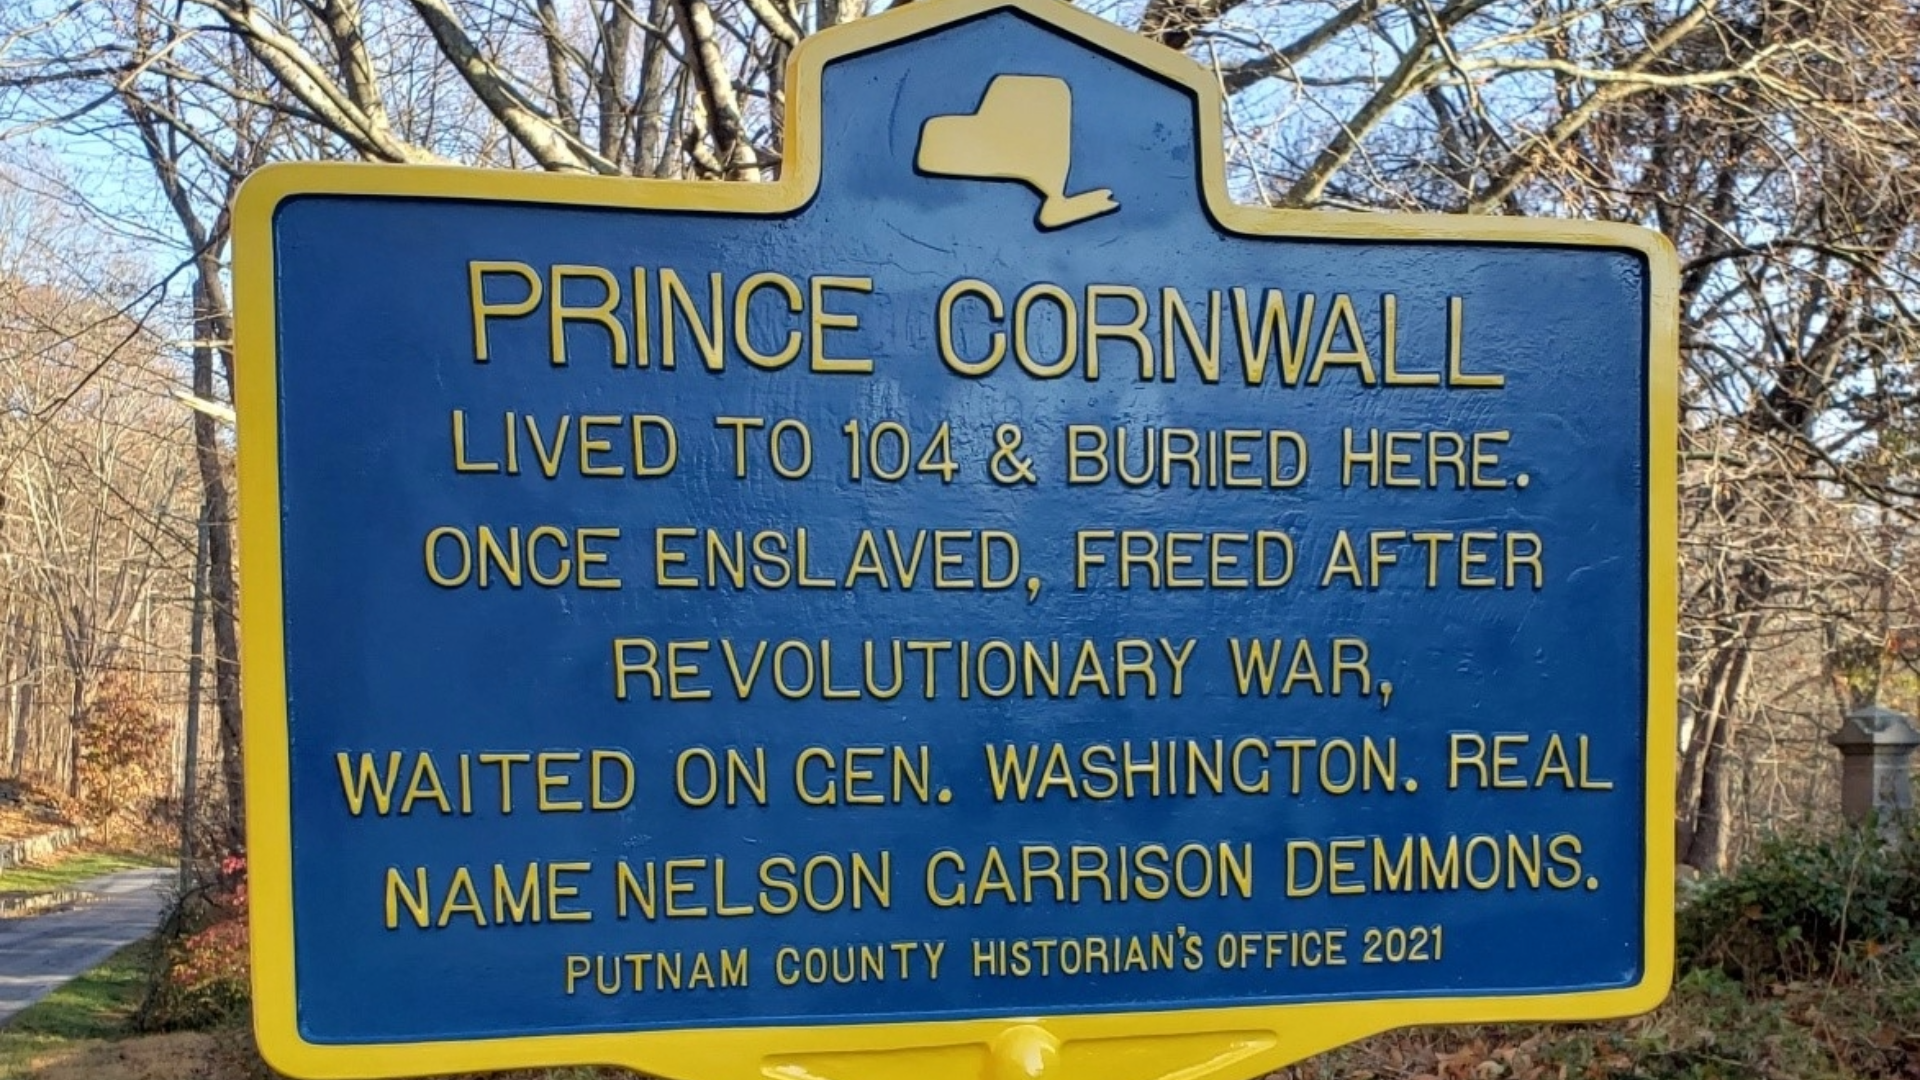 PRINCE CORNWALL
LIVED TO 104 & BURIED HERE.
ONCE ENSLAVED, FREED AFTER
REVOLUTIONARY WAR,
WAITED ON GEN. WASHINGTON. REAL
NAME NELSON GARRISON DEMMONS.
PUTNAM COUNTY HISTORIAN'S OFFICE 2021